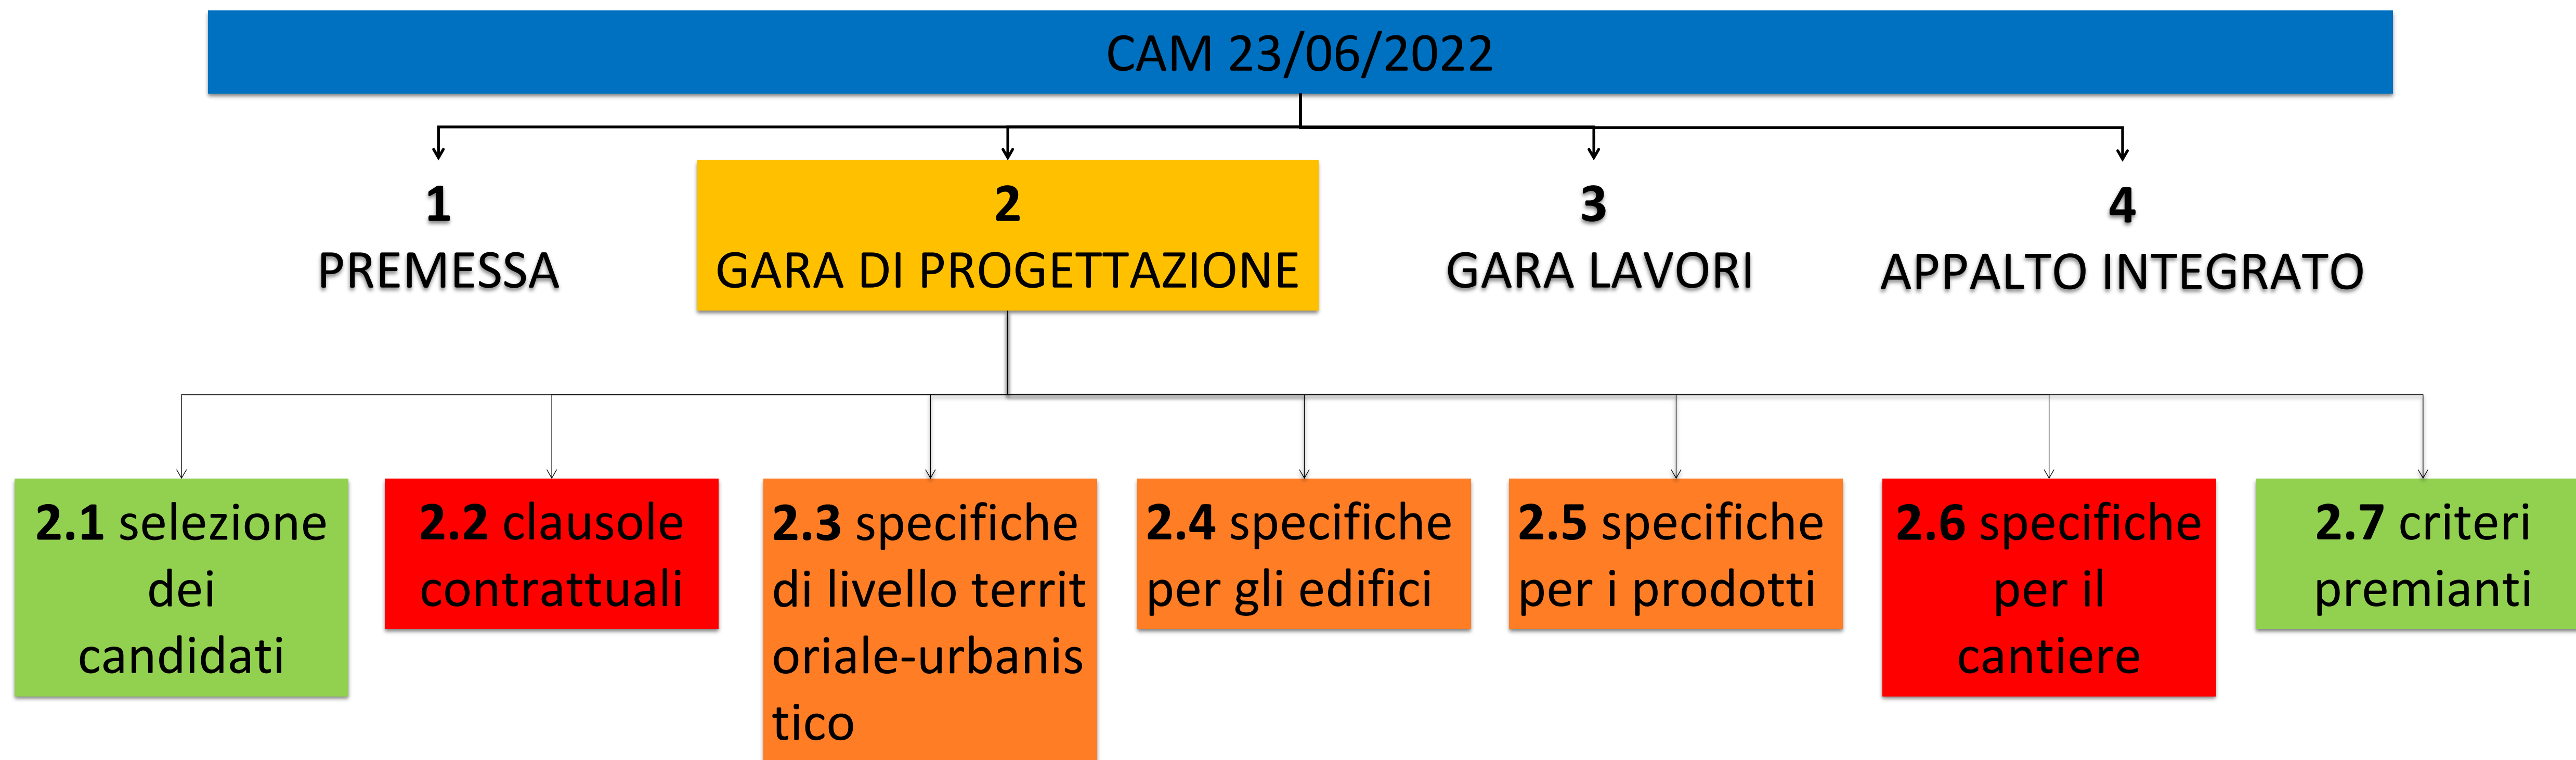 CAM 23/06/2022
1
PREMESSA
2
GARA DI PROGETTAZIONE
3
GARA LAVORI
4
APPALTO INTEGRATO
2.1 selezione
dei
candidati
2.2 clausole
contrattuali
2.3 specifiche
di livello territ
oriale-urbanis
tico
2.4 specifiche
per gli edifici
2.5 specifiche
per i prodotti
2.6 specifiche
per il
cantiere
2.7 criteri
premianti